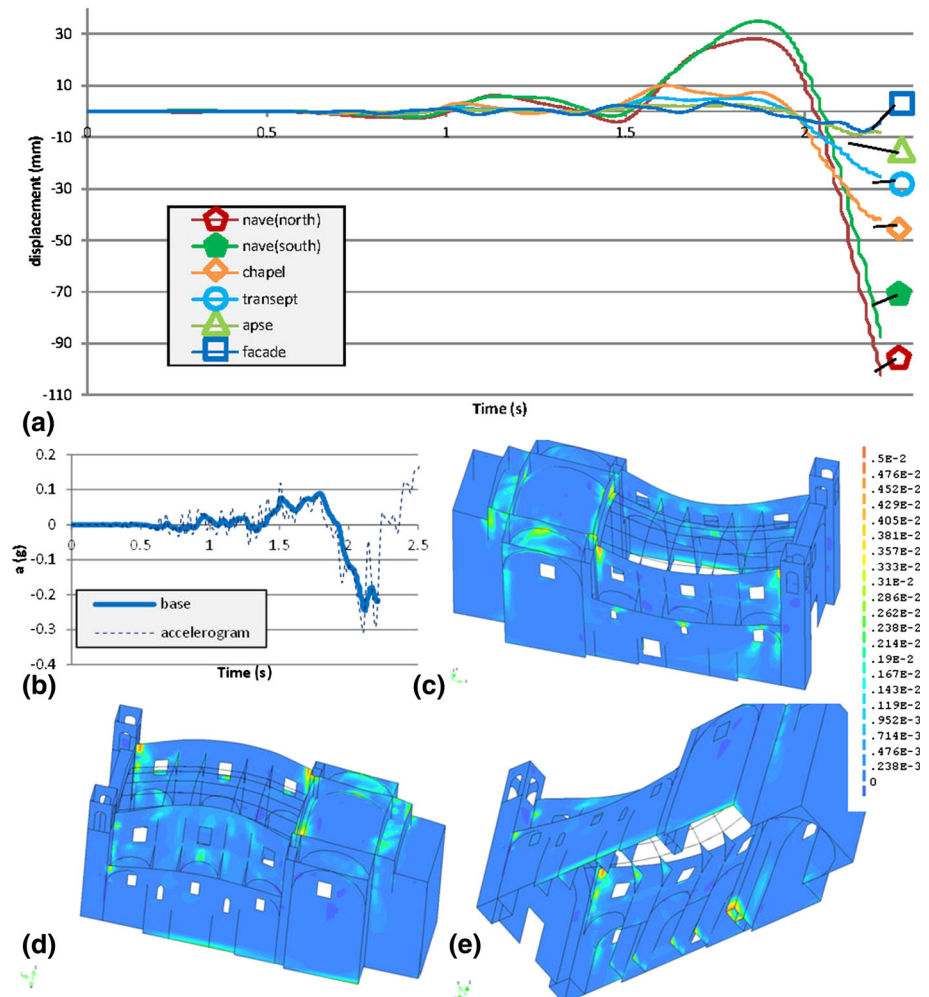 30
10
-10
-30
-50
-70
-90
-110
displacement (mm)
0
0.5
1
1.5
2
nave(north)
nave(south)
chapel
transept
apse
facade
Time (s)
(a)
0.2
0.1
0
-0.1
-0.2
-0.3
-0.4
a (g)
0
0.5
1
1.5
2
2.5
base
accelerogram
Time (s)
(b)
(c)
.5E-2
.476E-2
.452E-2
.429E-2
.405E-2
.381E-2
.357E-2
.333E-2
.31E-2
.286E-2
.262E-2
.238E-2
.214E-2
.19E-2
.167E-2
.143E-2
.119E-2
.952E-3
.714E-3
.476E-3
.238E-3
0
(d)
(e)